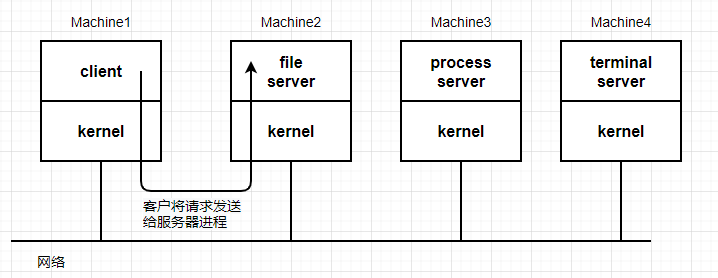 Machine1
Machine2
Machine3
Machine4
client
file
server
process
server
terminal
server
kernel
kernel
kernel
kernel
客户将请求发送
给服务器进程
网络